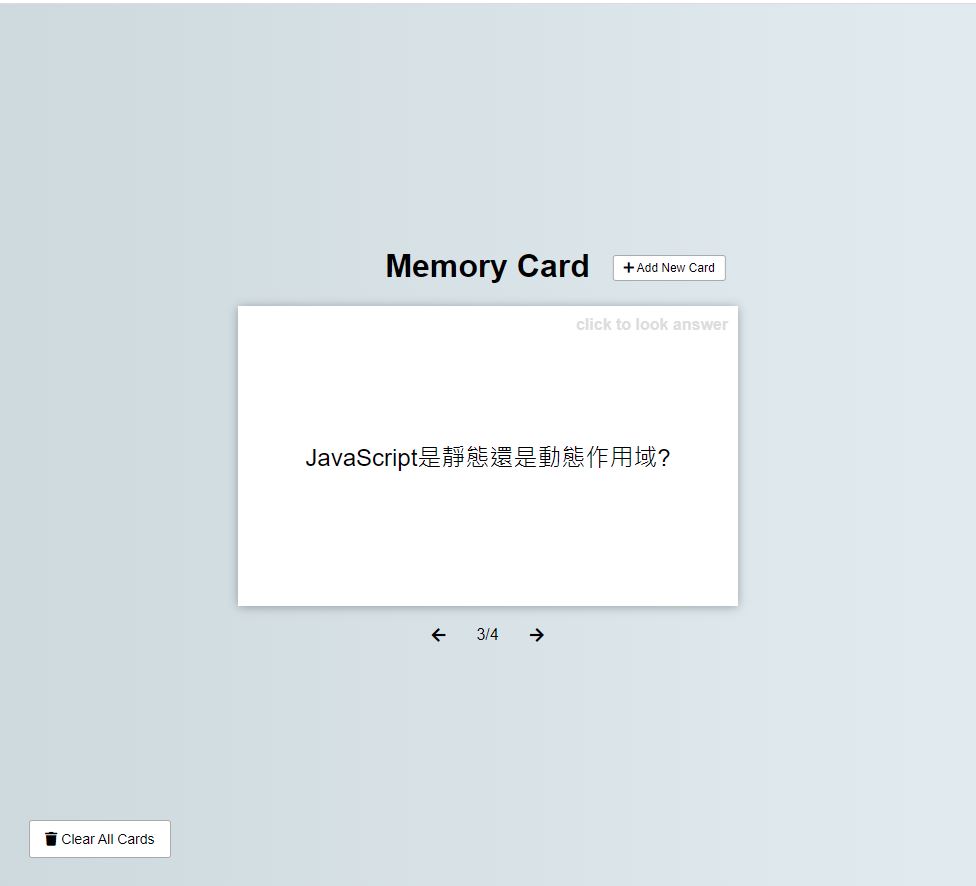 Memory Card
Add New Card
click to look answer
JavaScript是靜態還是動態作用域?
3/4
Clear All Cards